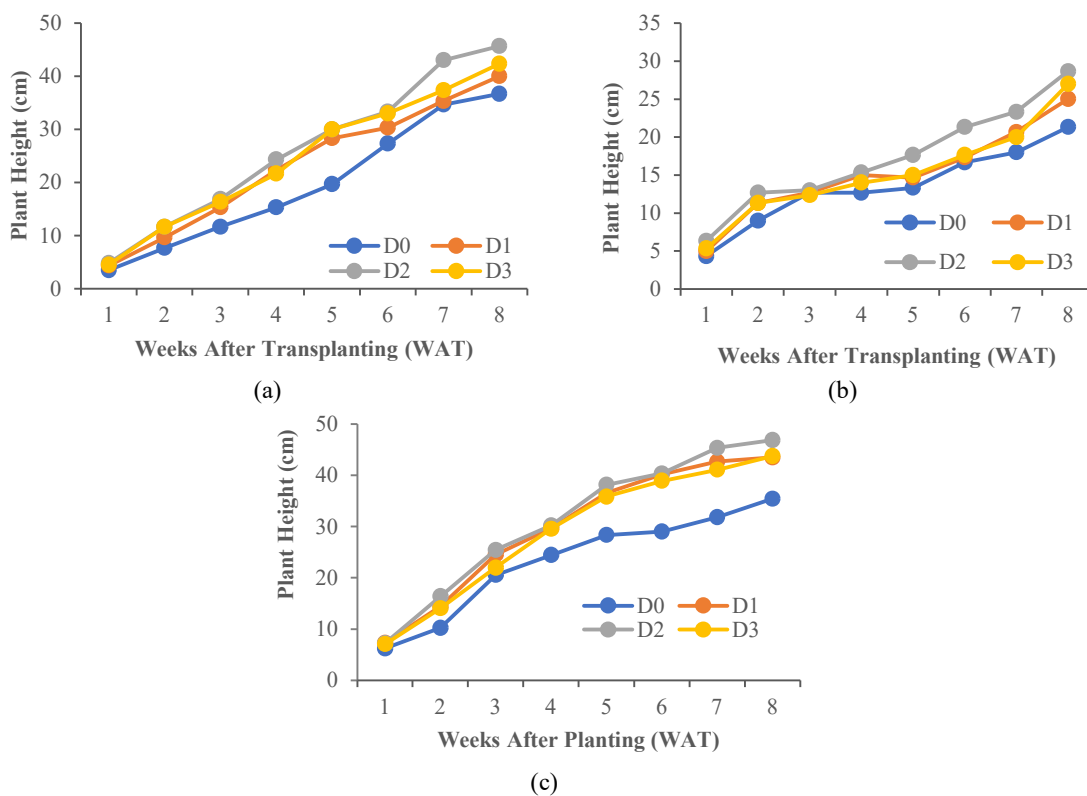 50
40
30
20
10
0
Plant Height (cm)
D0 D1
D2 D3
1 2 3 4 5 6 7 8
Weeks After Transplanting (WAT)
(a)
35
30
25
20
15
10
5
0
Plant Height (cm)
D0 D1
D2 D3
1 2 3 4 5 6 7 8
Weeks After Transplanting (WAT)
(b)
50
40
30
20
10
0
Plant Height (cm)
D0 D1
D2 D3
1 2 3 4 5 6 7 8
Weeks After Planting (WAT)
(c)